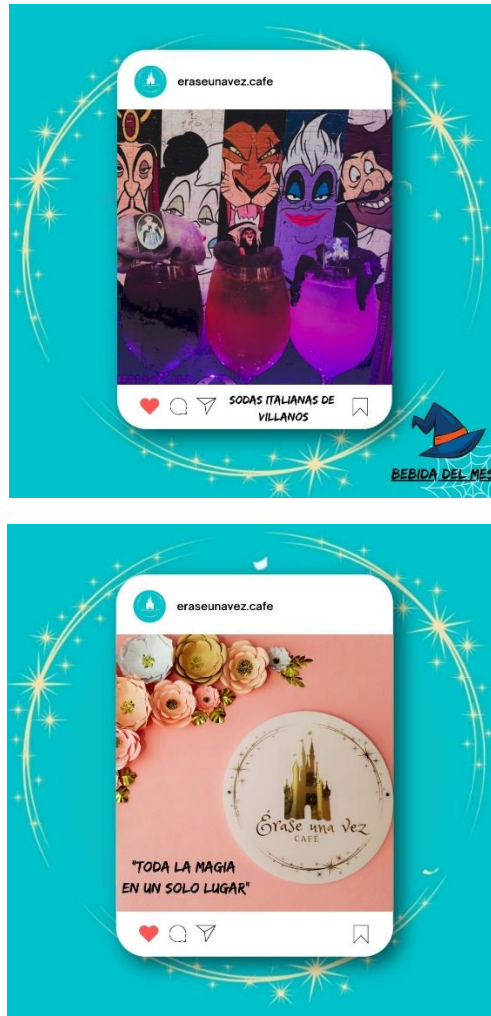 eraseunavez.cafe
SODAS ITALIANAS DE
VILLANOS
BEBIDA DEL MES
eraseunavez.cafe
Érase una vez
CAFÉ
"TODA LA MAGIA
EN UN SOLO LUGAR"